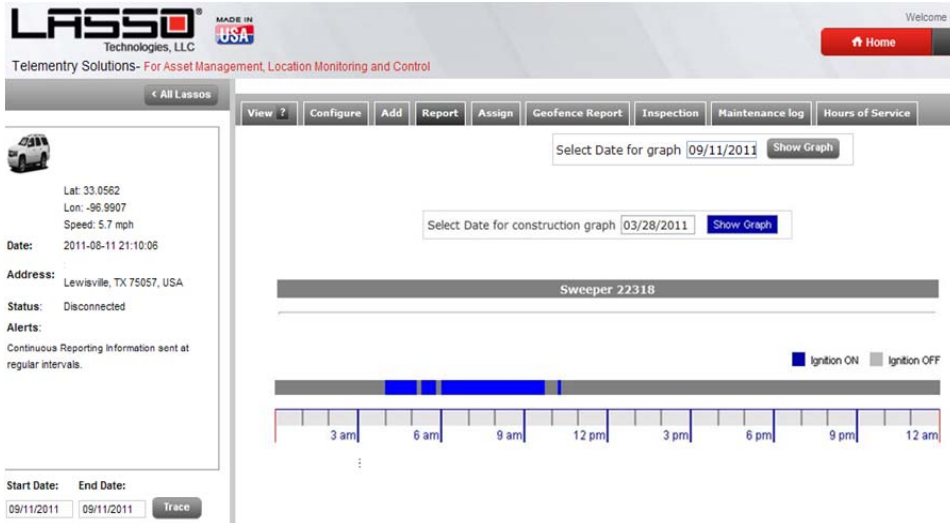 LASSO®
Technologies, LLC
MADE IN
USA
Telementry Solutions- For Asset Management, Location Monitoring and Control
Welcome
Home
< All Lassos
View ? Configure Add Report Assign Geofence Report Inspection Maintenance log Hours of Service
Select Date for graph 09/11/2011 Show Graph
Lat: 33.0562
Lon: -96.9907
Speed: 5.7 mph
Date: 2011-08-11 21:10:06
Address: Lewisville, TX 75057, USA
Status: Disconnected
Alerts:
Continuous Reporting Information sent at
regular intervals.
Select Date for construction graph 03/28/2011 Show Graph
Sweeper 22318
Ignition ON Ignition OFF
3 am 6 am 9 am 12 pm 3 pm 6 pm 9 pm 12 am
Start Date: End Date:
09/11/2011 09/11/2011 Trace